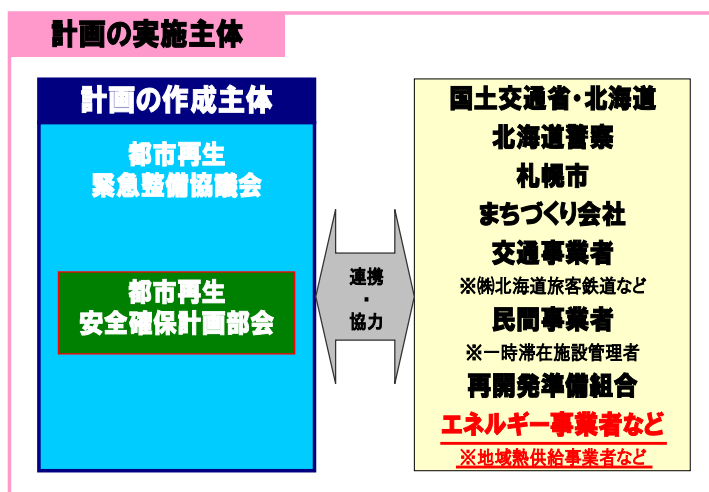 計画の実施主体
計画の作成主体
都市再生
緊急整備協議会
都市再生
安全確保計画部会
連携
・
協力
国土交通省・北海道
北海道警察
札幌市
まちづくり会社
交通事業者
※㈱北海道旅客鉄道など
民間事業者
※一時滞在施設管理者
再開発準備組合
エネルギー事業者など
※地域熱供給事業者など